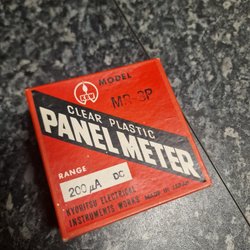 MODEL
MR-3P
CLEAR PLASTIC
PANEL METER
RANGE
200 µA DC
KYORITSU ELECTRICAL
INSTRUMENTS WORKS MADE IN JAPAN